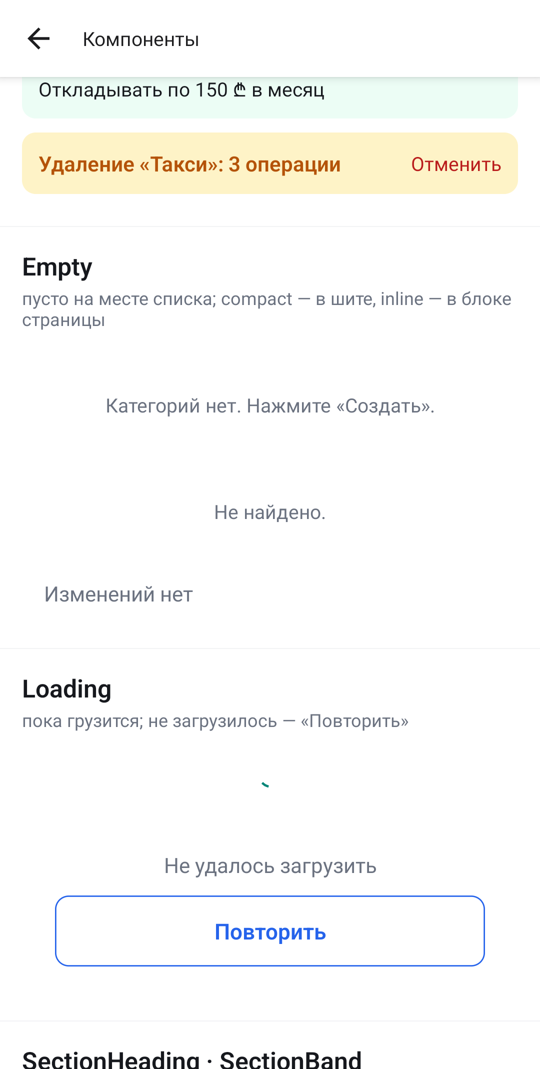 Компоненты
Откладывать по 150 ₾ в месяц
Удаление «Такси»: 3 операции
Отменить
Empty
пусто на месте списка; compact — в шите, inline — в блоке
страницы
Категорий нет. Нажмите «Создать».
Не найдено.
Изменений нет
Loading
пока грузится; не загрузилось — «Повторить»
Не удалось загрузить
Повторить
SectionHeading · SectionBand